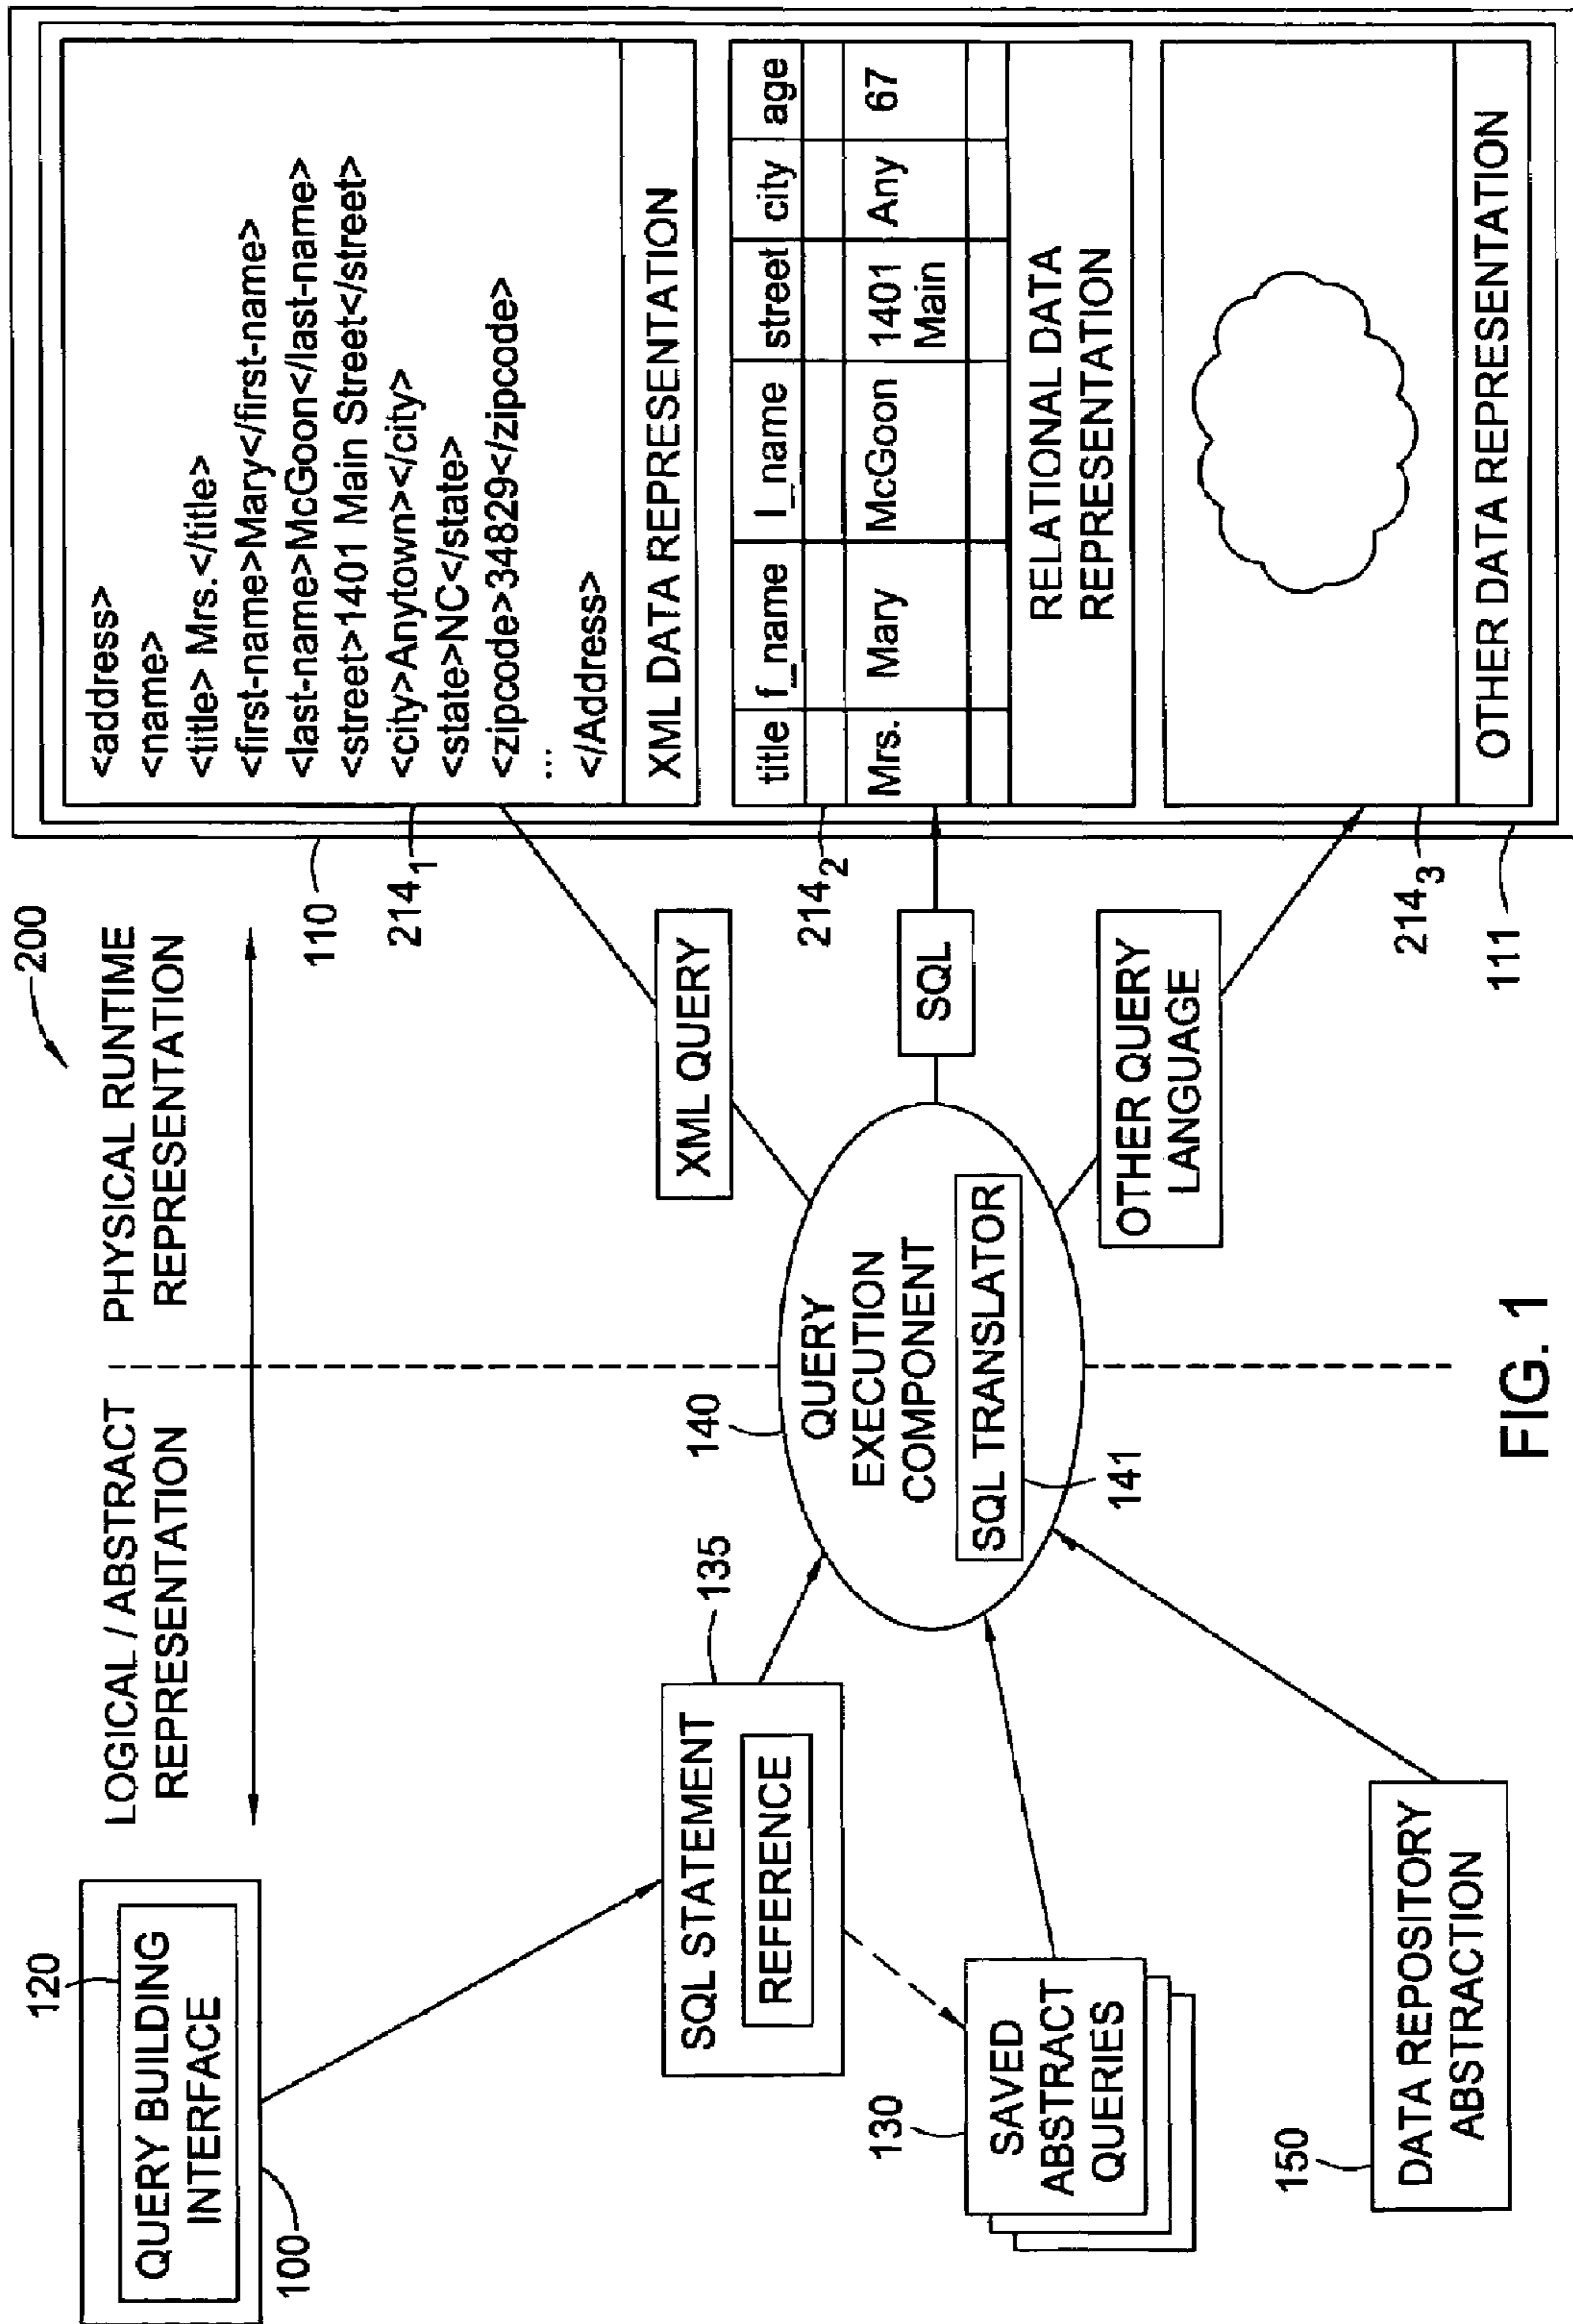 200
LOGICAL / ABSTRACT
REPRESENTATION
PHYSICAL RUNTIME
REPRESENTATION
120
QUERY BUILDING
INTERFACE
100
SQL STATEMENT
REFERENCE
135
130
SAVED
ABSTRACT
QUERIES
150
DATA REPOSITORY
ABSTRACTION
140
QUERY
EXECUTION
COMPONENT
SQL TRANSLATOR
141
XML QUERY
SQL
OTHER QUERY
LANGUAGE
110
214₁
<address>
<name>
<title> Mrs.</title>
<first-name>Mary</first-name>
<last-name>McGoon</last-name>
<street>1401 Main Street</street>
<city>Anytown></city>
<state>NC</state>
<zipcode>34829</zipcode>
...
</Address>
XML DATA REPRESENTATION
214₂
title f_name l_name street city age
Mrs. Mary McGoon 1401 Any 67
Main
RELATIONAL DATA
REPRESENTATION
214₃
OTHER DATA REPRESENTATION
111
FIG. 1